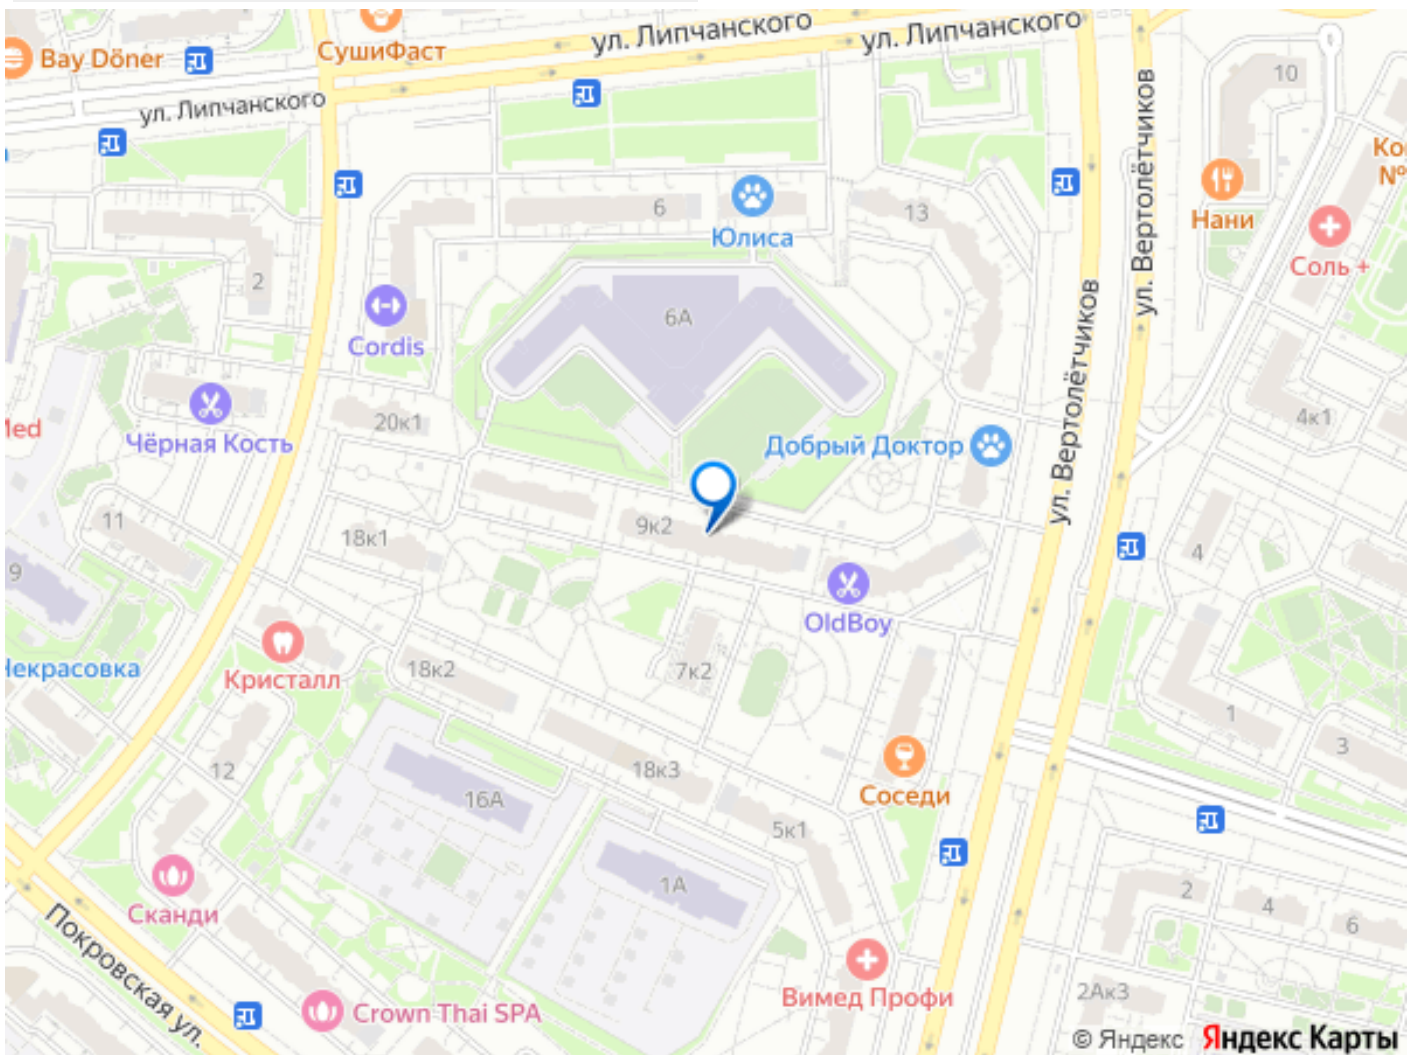 СушиФаст
ул. Липчанского
ул. Липчанского
Bay Döner
ул. Липчанского
10
ул. Вертолётчиков
Нани
Соль +
6
Юлиса
13
2
Cordis
6А
ул. Вертолётчиков
20к1
4к1
Чёрная Кость
Добрый Доктор
11
18к1
9к2
4
9
OldBoy
Некрасовка
Кристалл
18к2
7к2
1
3
12
16А
18к3
Соседи
5к1
1А
2
4
6
Сканди
Покровская ул.
Crown Thai SPA
Вимед Профи
2Ак3
© Яндекс Яндекс Карты